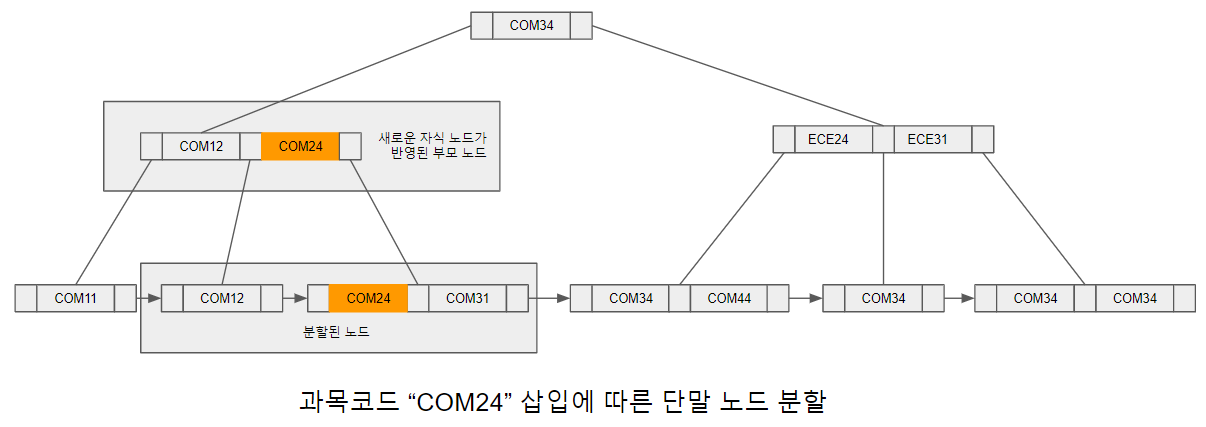 COM34
COM12
COM24
새로운 자식 노드가
반영된 부모 노드
ECE24
ECE31
COM11
COM12
COM24
COM31
COM34
COM44
COM34
COM34
COM34
분할된 노드
과목코드 “COM24” 삽입에 따른 단말 노드 분할